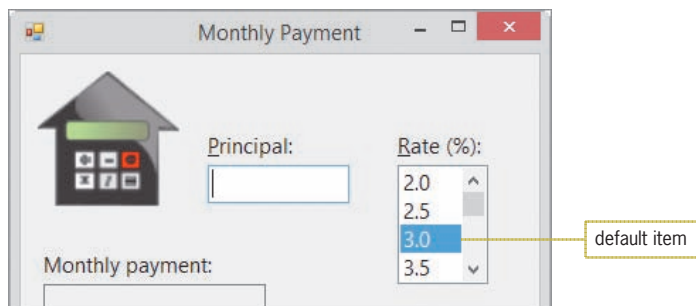 Monthly Payment
Principal:
Rate (%):
2.0
2.5
3.0
3.5
default item
Monthly payment: